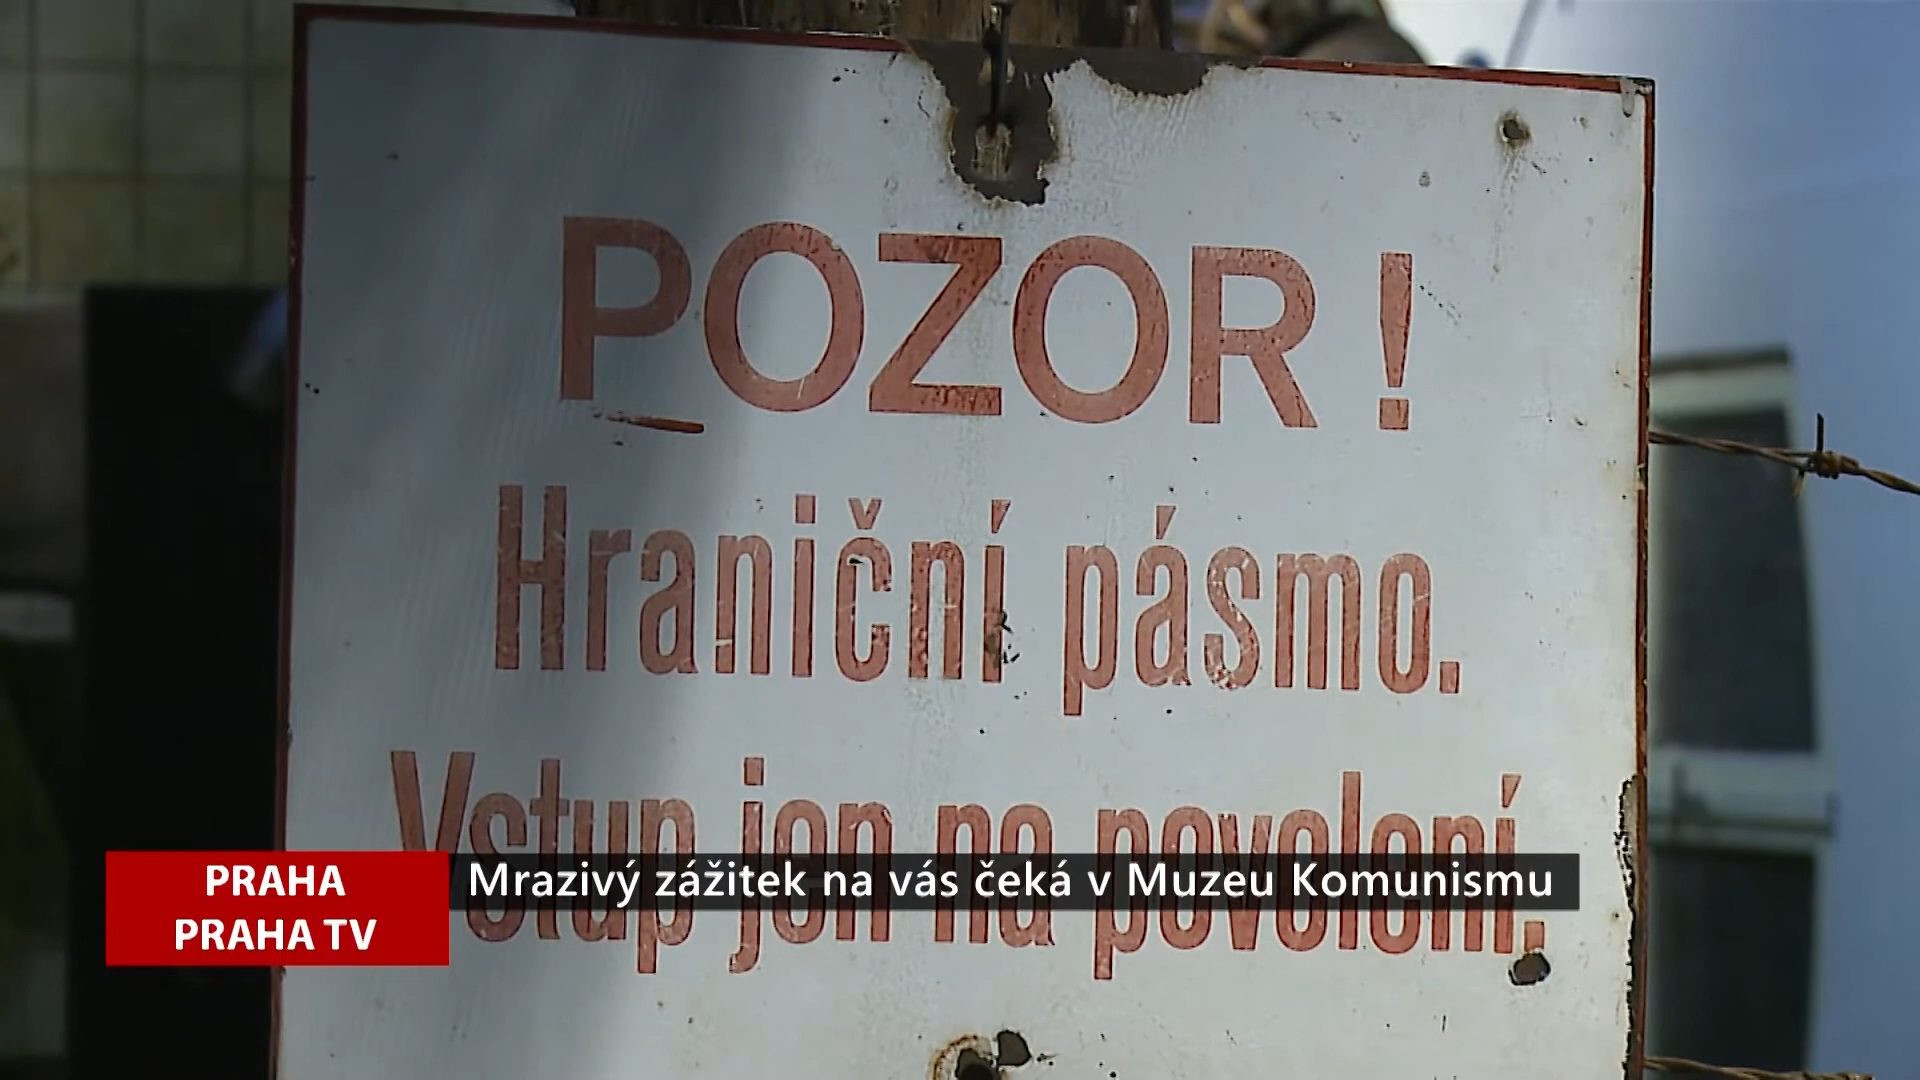 POZOR !
Hraniční pásmo.
Vstup jen na povolení.
PRAHA
PRAHA TV
Mrazivý zážitek na vás čeká v Muzeu Komunismu